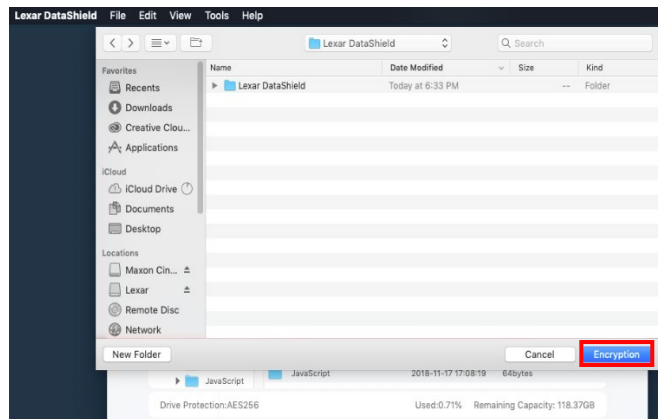 Lexar DataShield File Edit View Tools Help
Lexar DataShield
Search
Favorites
Recents
Downloads
Creative Clou...
Applications
iCloud
iCloud Drive
Documents
Desktop
Locations
Maxon Cin...
Lexar
Remote Disc
Network
Name Date Modified Size Kind
Lexar DataShield Today at 6:33 PM -- Folder
New Folder Cancel Encryption
JavaScript JavaScript 2018-11-17 17:08:19 64bytes
Drive Protection:AES256 Used:0.71% Remaining Capacity: 118.37GB